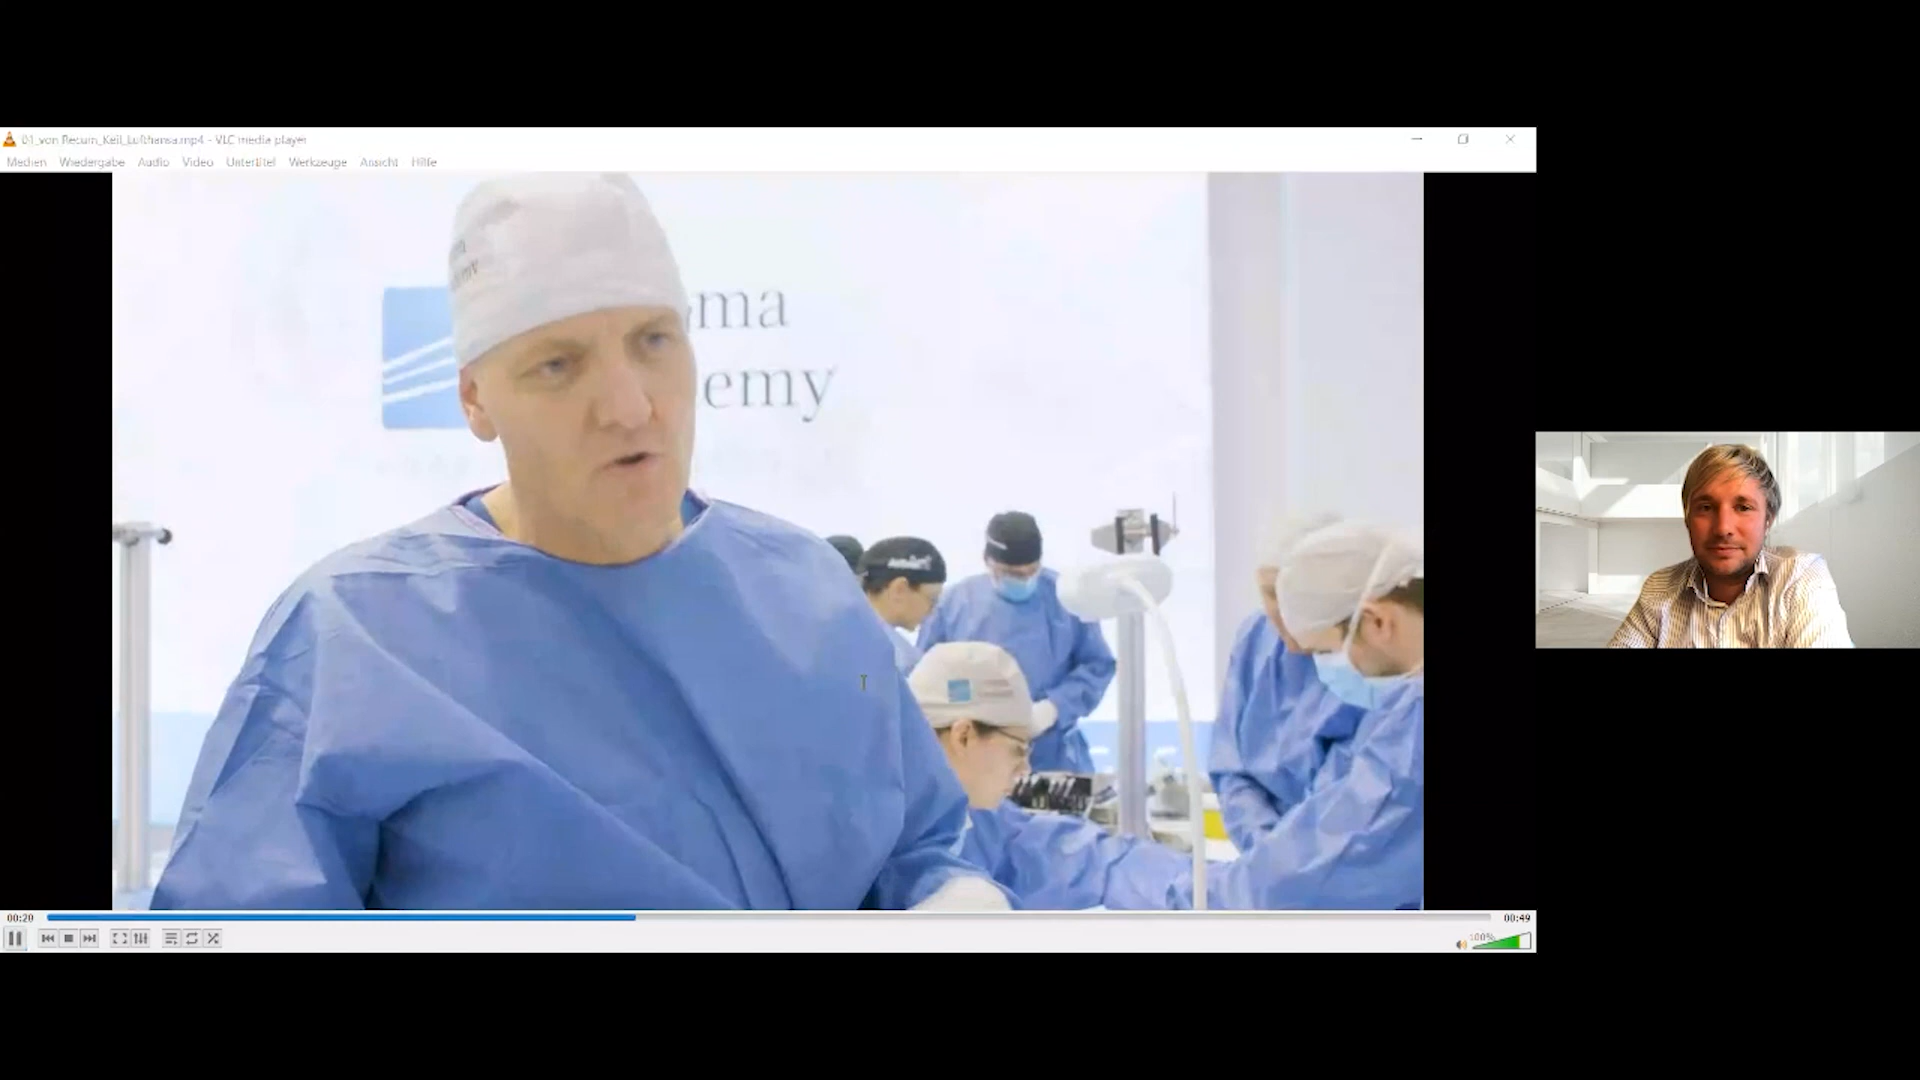 01_von Recum_Keil_Lufthansa.mp4 - VLC media player
Medien Wiedergabe Audio Video Untertitel Werkzeuge Ansicht Hilfe
ma
emy
00:20
00:49
100%